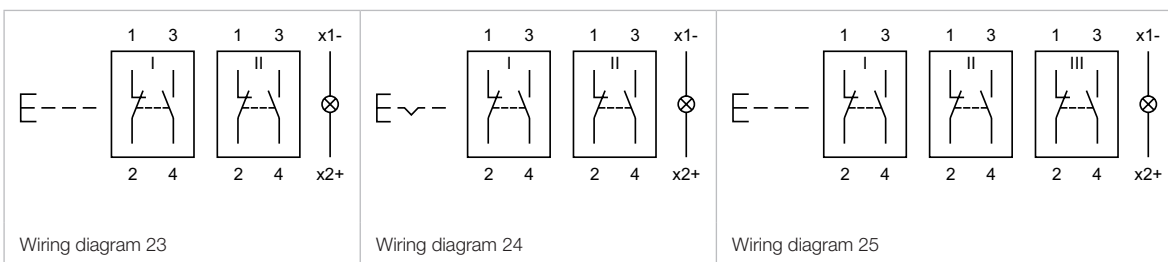 1 3 1 3 x1-
I II
2 4 2 4 x2+
Wiring diagram 23
1 3 1 3 x1-
I II
2 4 2 4 x2+
Wiring diagram 24
1 3 1 3 1 3 x1-
I II III
2 4 2 4 2 4 x2+
Wiring diagram 25